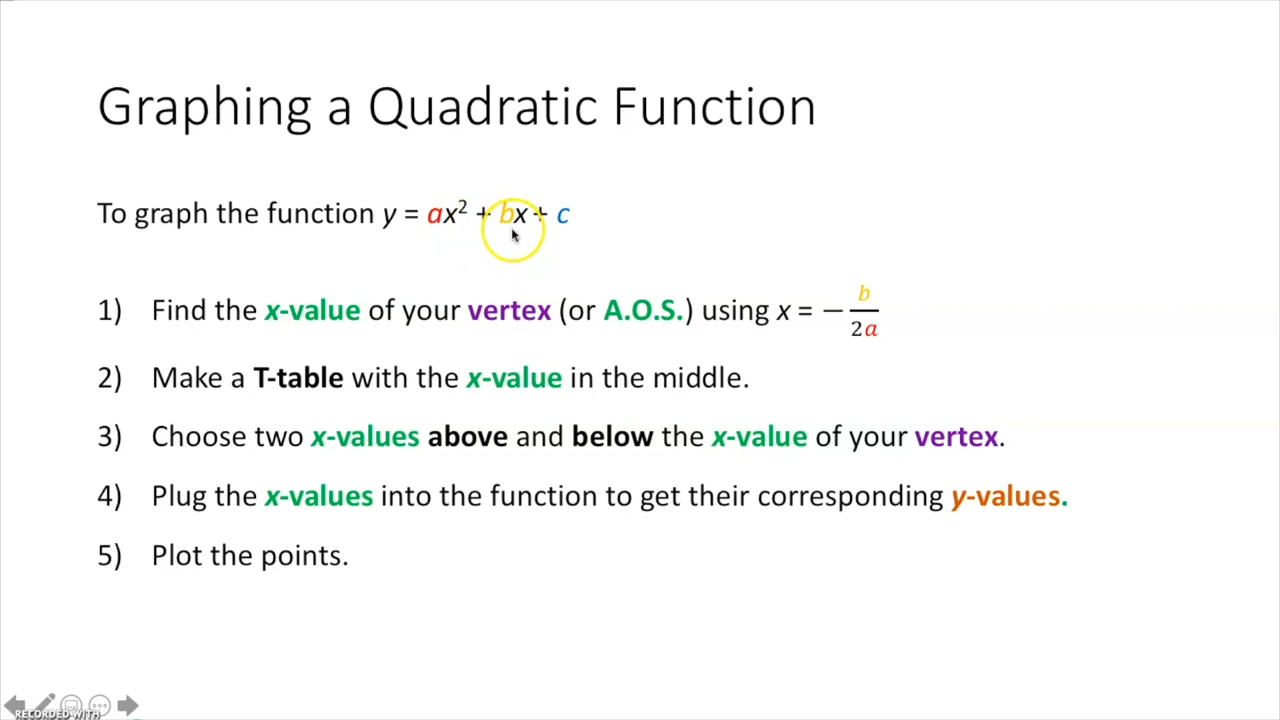 Graphing a Quadratic Function
To graph the function y = ax² + bx + c
1) Find the x-value of your vertex (or A.O.S.) using x = −b/2a
2) Make a T-table with the x-value in the middle.
3) Choose two x-values above and below the x-value of your vertex.
4) Plug the x-values into the function to get their corresponding y-values.
5) Plot the points.
RECORDED WITH